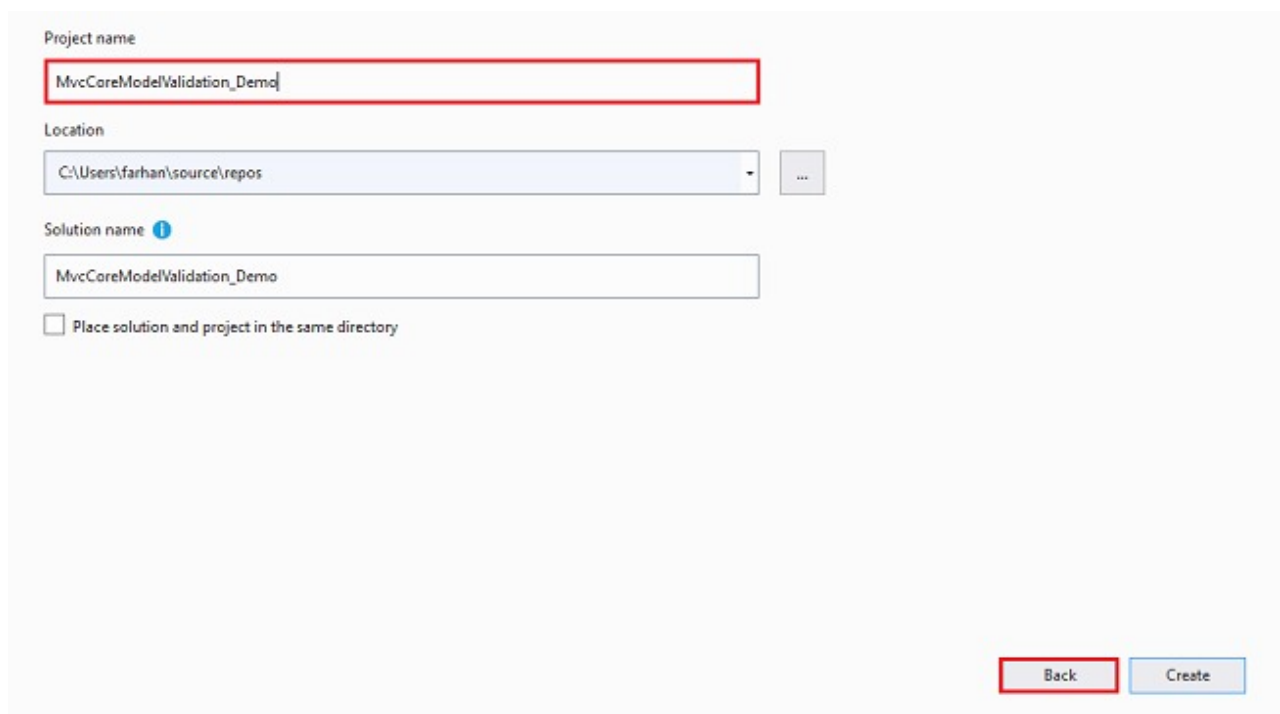 Project name
MvcCoreModelValidation_Demo
Location
C:\Users\farhan\source\repos
...
Solution name
MvcCoreModelValidation_Demo
Place solution and project in the same directory
Back
Create